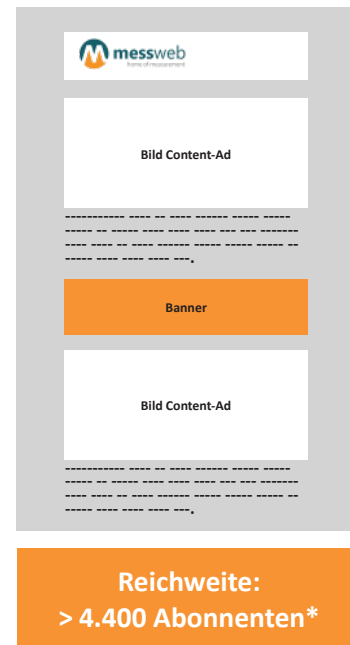 messweb
home of measurement
Bild Content-Ad
----------- ---- -- ---- ------ ----- -----
----- -- ----- ---- ---- ---- --- --- -------
---- ---- -- ---- ------ ----- ----- ----- --
----- ---- ---- ---- ---.
Banner
Bild Content-Ad
----------- ---- -- ---- ------ ----- -----
----- -- ----- ---- ---- ---- --- --- -------
---- ---- -- ---- ------ ----- ----- ----- --
----- ---- ---- ---- ---.
Reichweite:
> 4.400 Abonnenten*